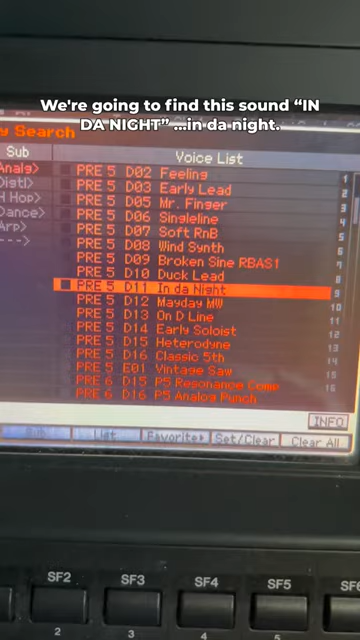 We're going to find this sound “IN
DA NIGHT” ...in da night.
y Search
Sub
Voice List
Analg>
Distl>
H Hop>
Dance>
Arp>
--->
PRE 5 D02 Feeling 1
PRE 5 D03 Early Lead 2
PRE 5 D05 Mr. Finger 3
PRE 5 D06 Singleline 4
PRE 5 D07 Soft RnB 5
PRE 5 D08 Wind Synth 6
PRE 5 D09 Broken Sine RBAS1 7
PRE 5 D10 Duck Lead 8
PRE 5 D11 In da Night 9
PRE 5 D12 Mayday MW 10
PRE 5 D13 On D Line 11
PRE 5 D14 Early Soloist 12
PRE 5 D15 Heterodyne 13
PRE 5 D16 Classic 5th 14
PRE 5 E01 Vintage Saw 15
PRE 6 D15 P5 Resonance Comp 16
PRE 6 D16 P5 Analog Punch
INFO
Sub List Favorite Set/Clear Clear All
SF2 SF3 SF4 SF5 SF6
2 3 4 5